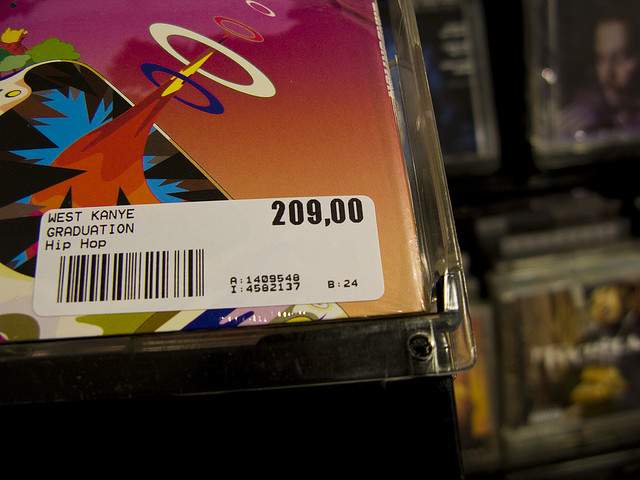 WEST KANYE
GRADUATION
Hip Hop
209,00
A: 1409548
I: 4582137
B: 24